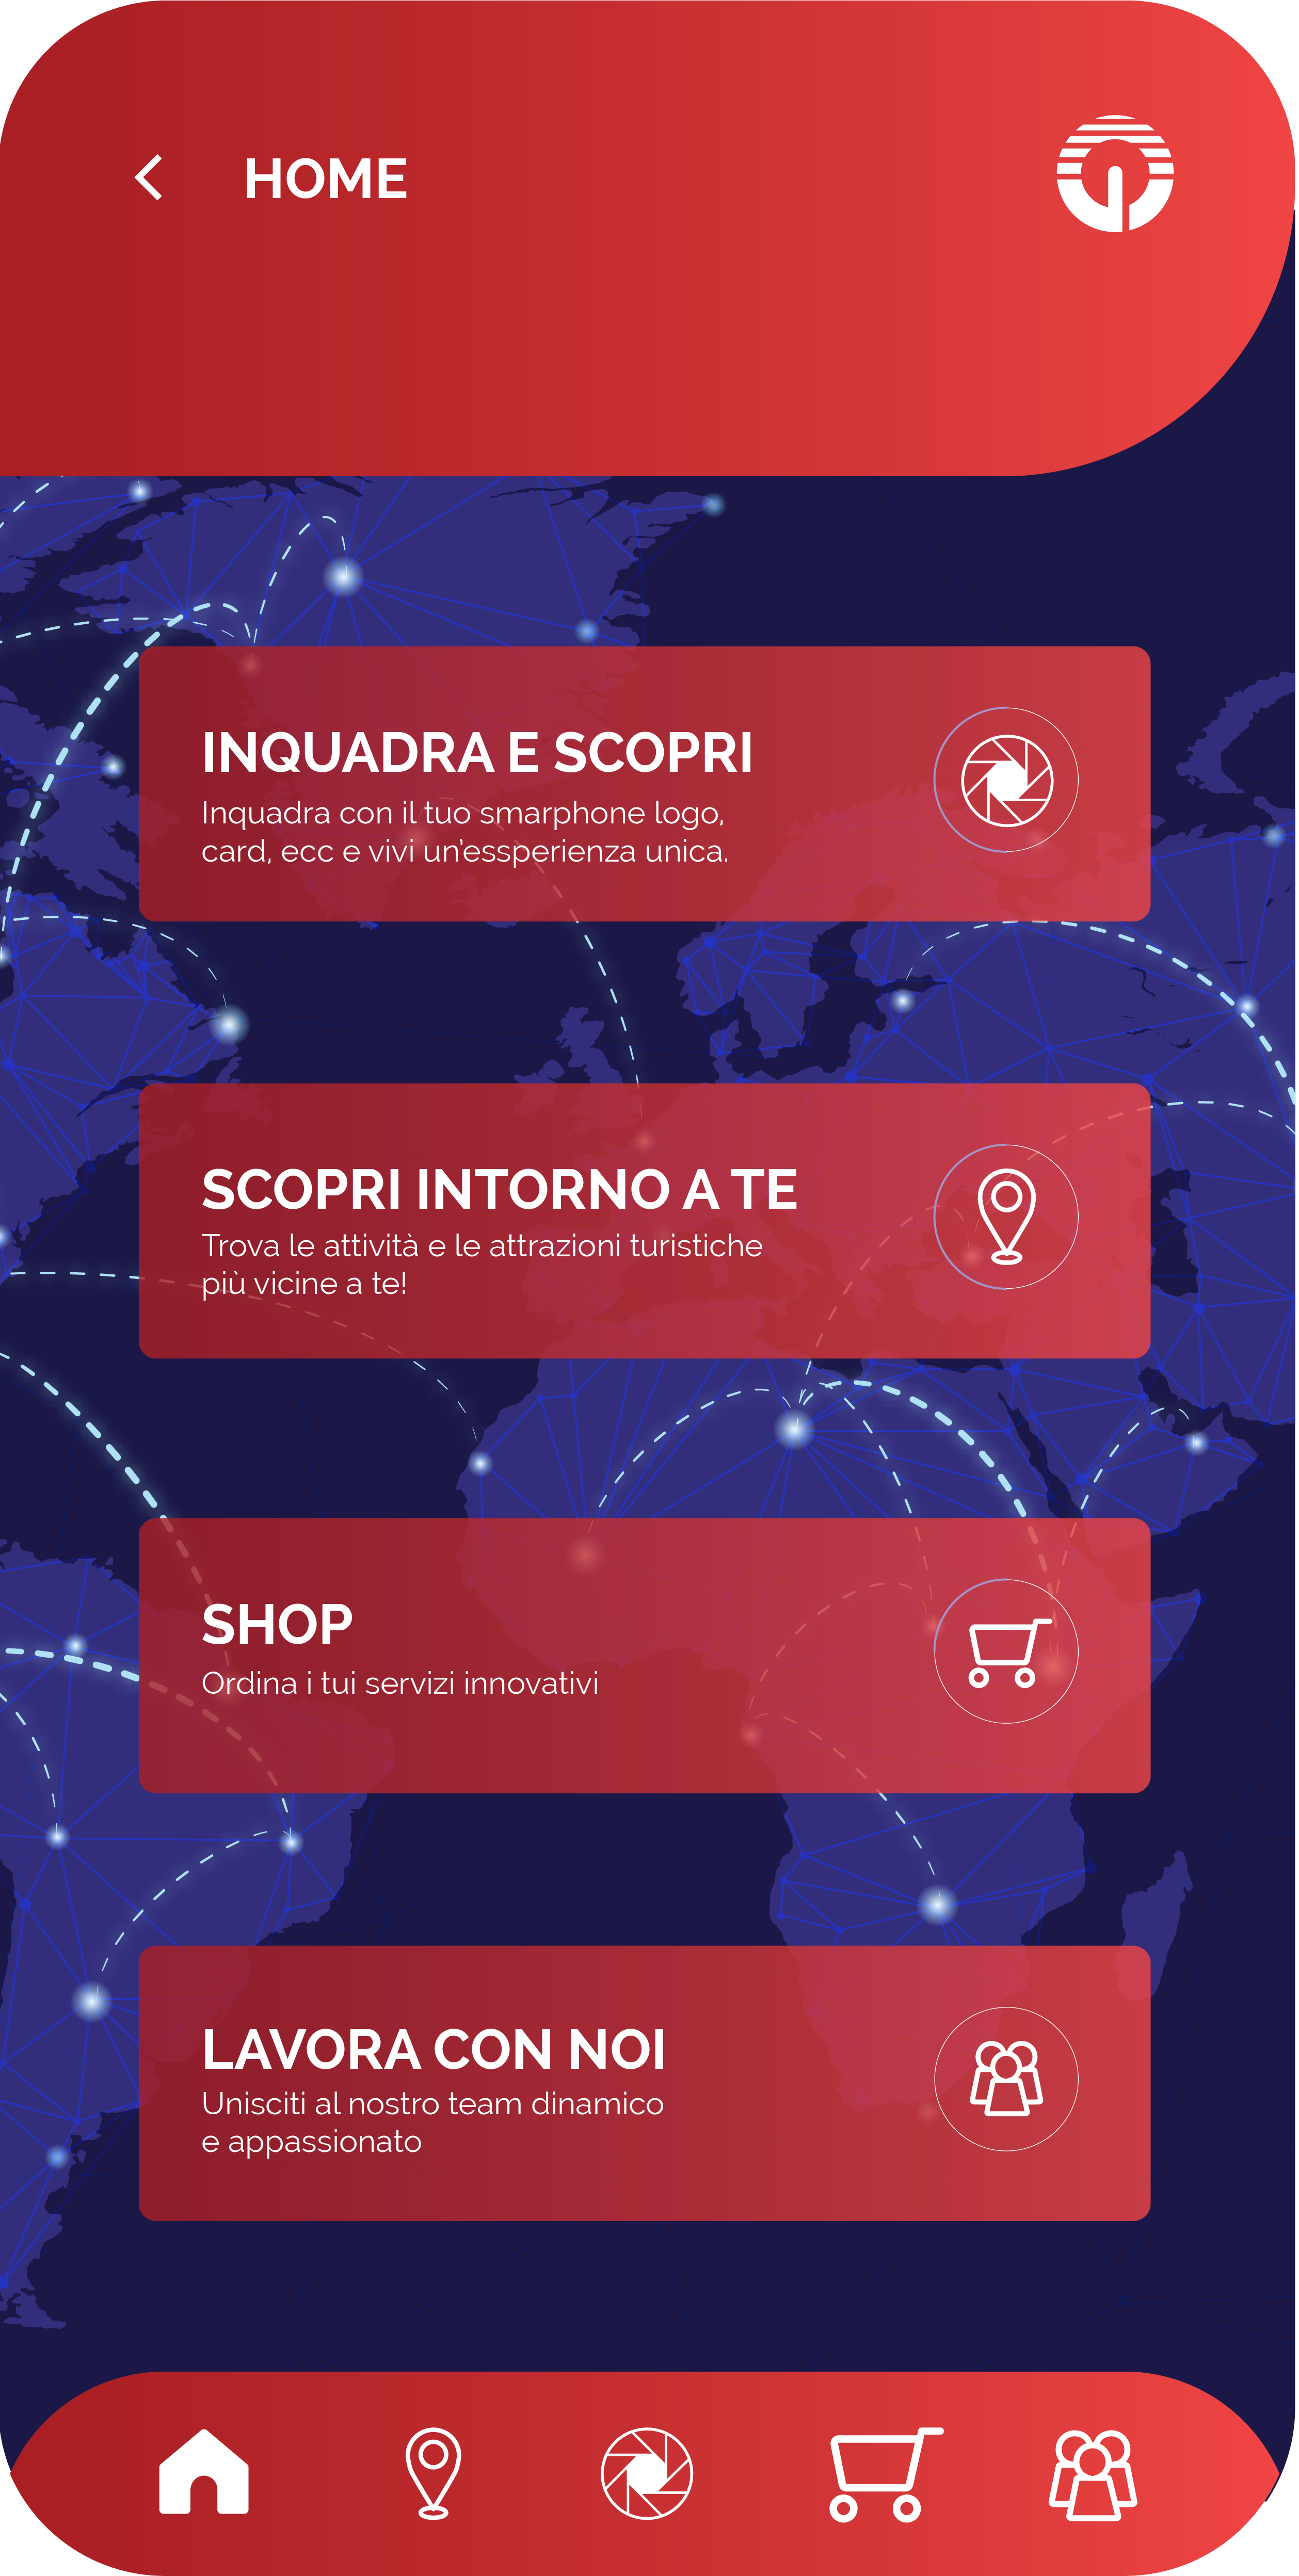 HOME
INQUADRA E SCOPRI
Inquadra con il tuo smarphone logo,
card, ecc e vivi un'essperienza unica.
SCOPRI INTORNO A TE
Trova le attività e le attrazioni turistiche
più vicine a te!
SHOP
Ordina i tui servizi innovativi
LAVORA CON NOI
Unisciti al nostro team dinamico
e appassionato